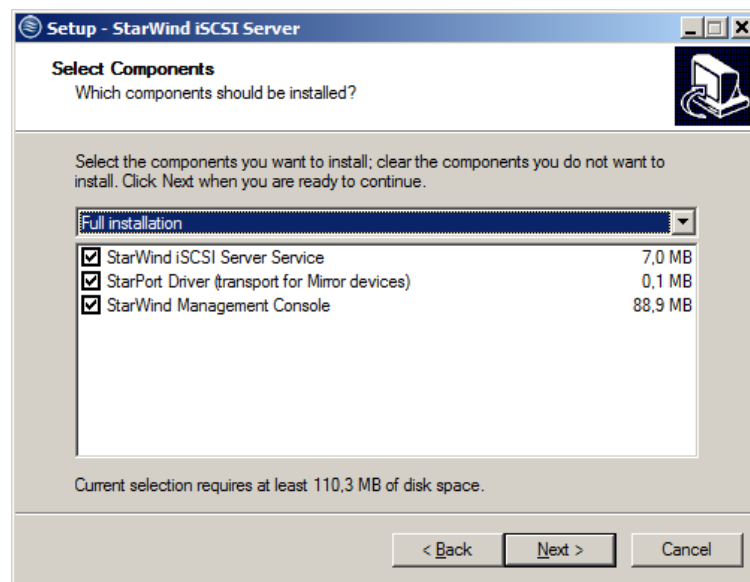 Setup - StarWind iSCSI Server
Select Components
Which components should be installed?
Select the components you want to install; clear the components you do not want to
install. Click Next when you are ready to continue.
Full installation
StarWind iSCSI Server Service 7,0 MB
StarPort Driver (transport for Mirror devices) 0,1 MB
StarWind Management Console 88,9 MB
Current selection requires at least 110,3 MB of disk space.
< Back Next > Cancel